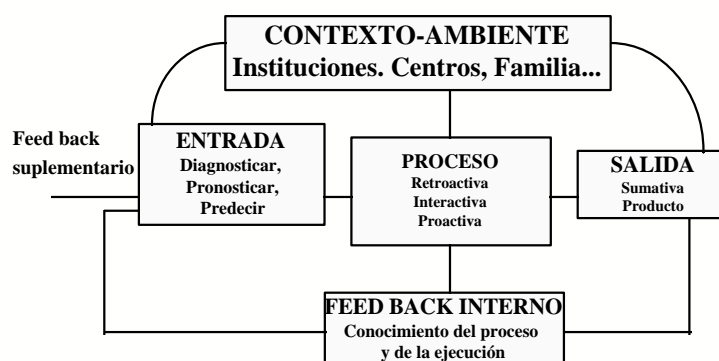 CONTEXTO-AMBIENTE
Instituciones. Centros, Familia...
Feed back
suplementario
ENTRADA
Diagnosticar,
Pronosticar,
Predecir
PROCESO
Retroactiva
Interactiva
Proactiva
SALIDA
Sumativa
Producto
FEED BACK INTERNO
Conocimiento del proceso
y de la ejecución